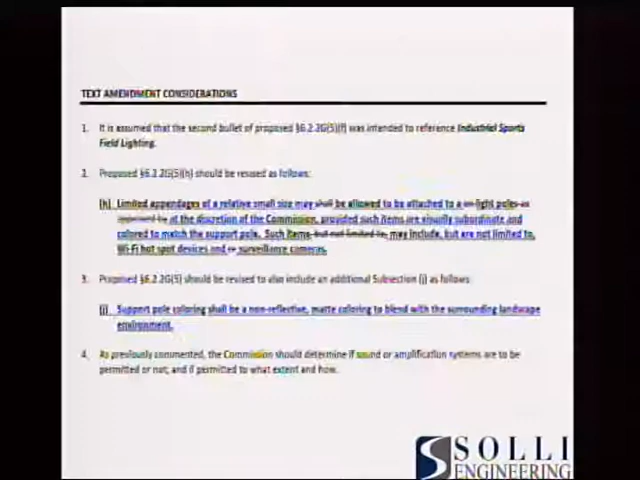 TEXT AMENDMENT CONSIDERATIONS
1. It is assumed that the second bullet of proposed §6.2.2G(5)(f) was intended to reference Industrial Sports
Field Lighting.
2. Proposed §6.2.2G(5)(h) should be revised as follows:
(h) Limited appendages of a relative small size may shall be allowed to be attached to a light poles as
at the discretion of the Commission, provided such items are visually subordinate and
colored to match the support pole. Such items but not limited to, may include, but are not limited to,
Wi-Fi hot spot devices and or surveillance cameras.
3. Proposed §6.2.2G(5) should be revised to also include an additional Subsection (j) as follows:
(j) Support pole coloring shall be a non-reflective, matte coloring to blend with the surrounding landscape
environment.
4. As previously commented, the Commission should determine if sound or amplification systems are to be
permitted or not, and if permitted to what extent and how.
SOLLI
ENGINEERING